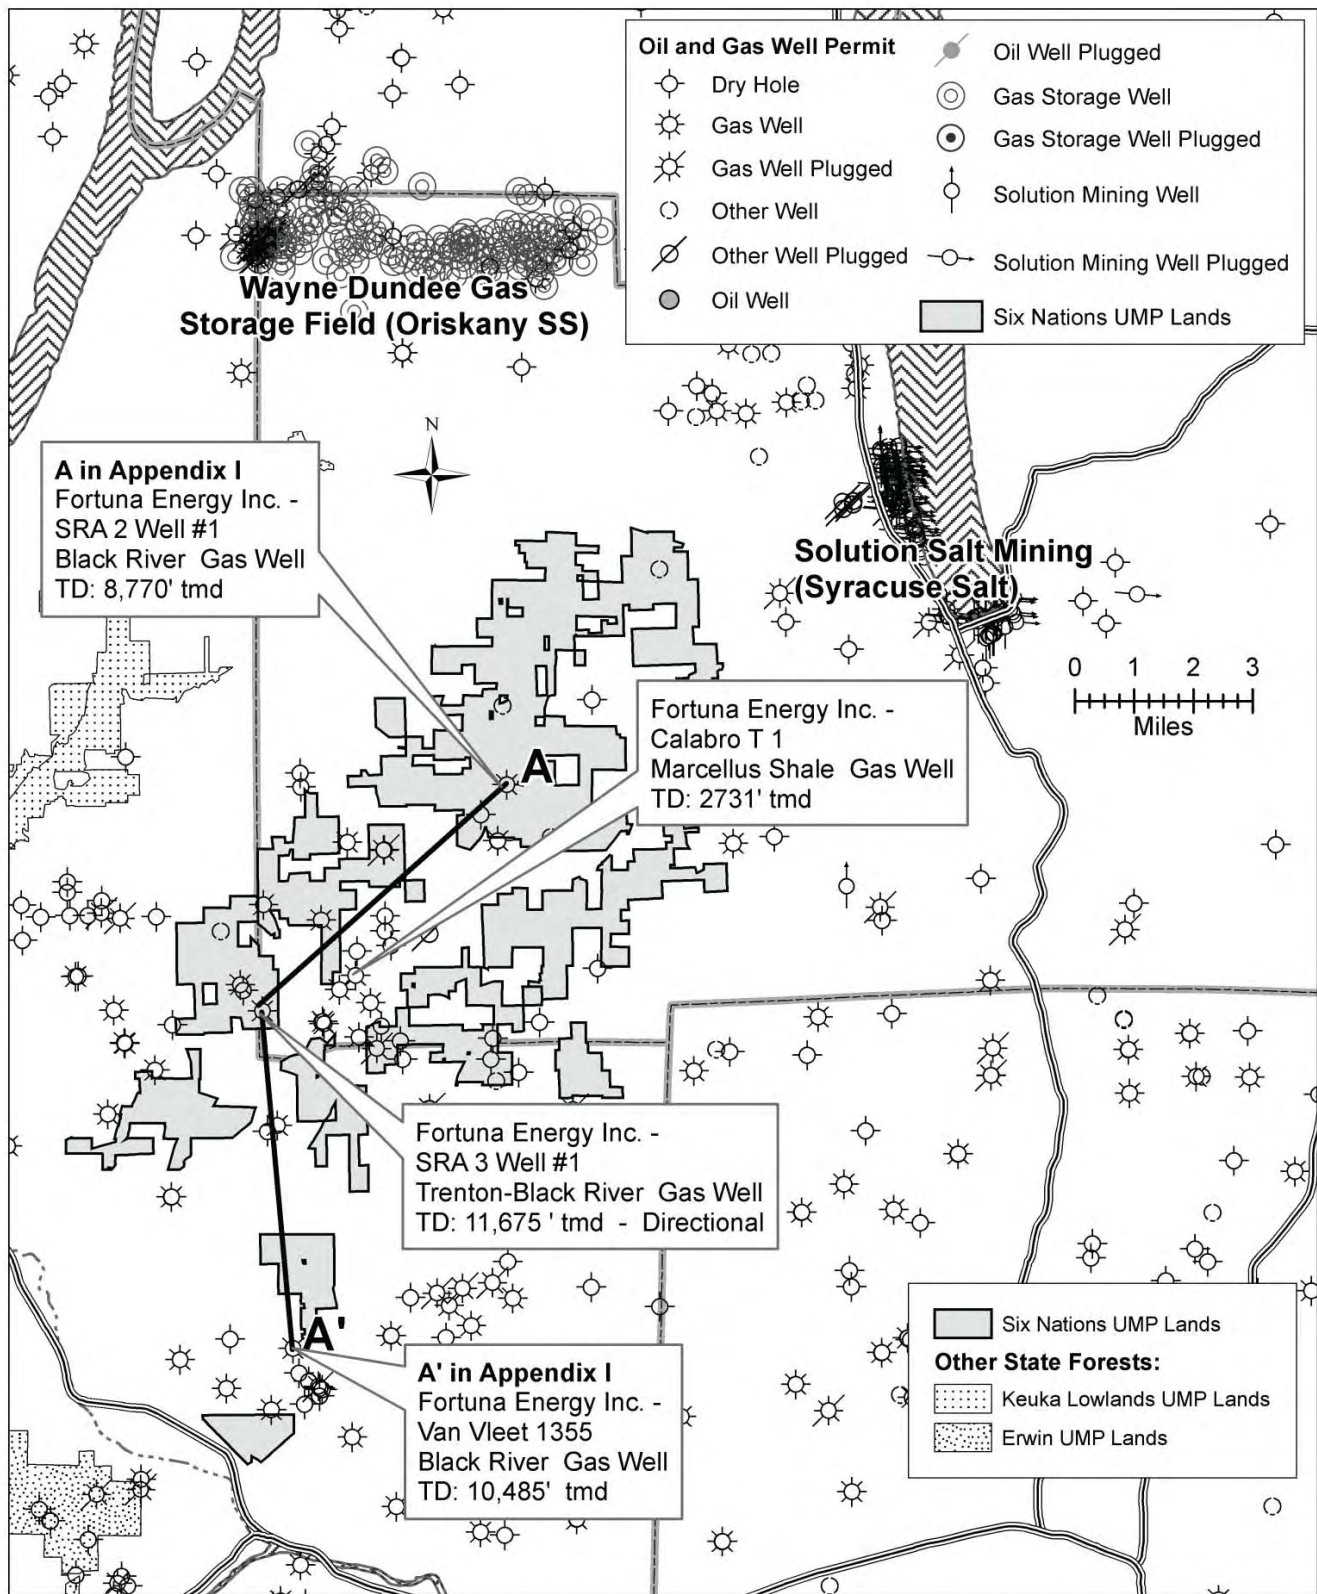 Oil and Gas Well Permit
Dry Hole
Gas Well
Gas Well Plugged
Other Well
Other Well Plugged
Oil Well
Oil Well Plugged
Gas Storage Well
Gas Storage Well Plugged
Solution Mining Well
Solution Mining Well Plugged
Six Nations UMP Lands
Wayne Dundee Gas
Storage Field (Oriskany SS)
N
A in Appendix I
Fortuna Energy Inc. -
SRA 2 Well #1
Black River Gas Well
TD: 8,770' tmd
Solution Salt Mining
(Syracuse Salt)
0 1 2 3
Miles
Fortuna Energy Inc. -
Calabro T 1
Marcellus Shale Gas Well
TD: 2731' tmd
A
Fortuna Energy Inc. -
SRA 3 Well #1
Trenton-Black River Gas Well
TD: 11,675 ' tmd - Directional
A'
A' in Appendix I
Fortuna Energy Inc. -
Van Vleet 1355
Black River Gas Well
TD: 10,485' tmd
Six Nations UMP Lands
Other State Forests:
Keuka Lowlands UMP Lands
Erwin UMP Lands